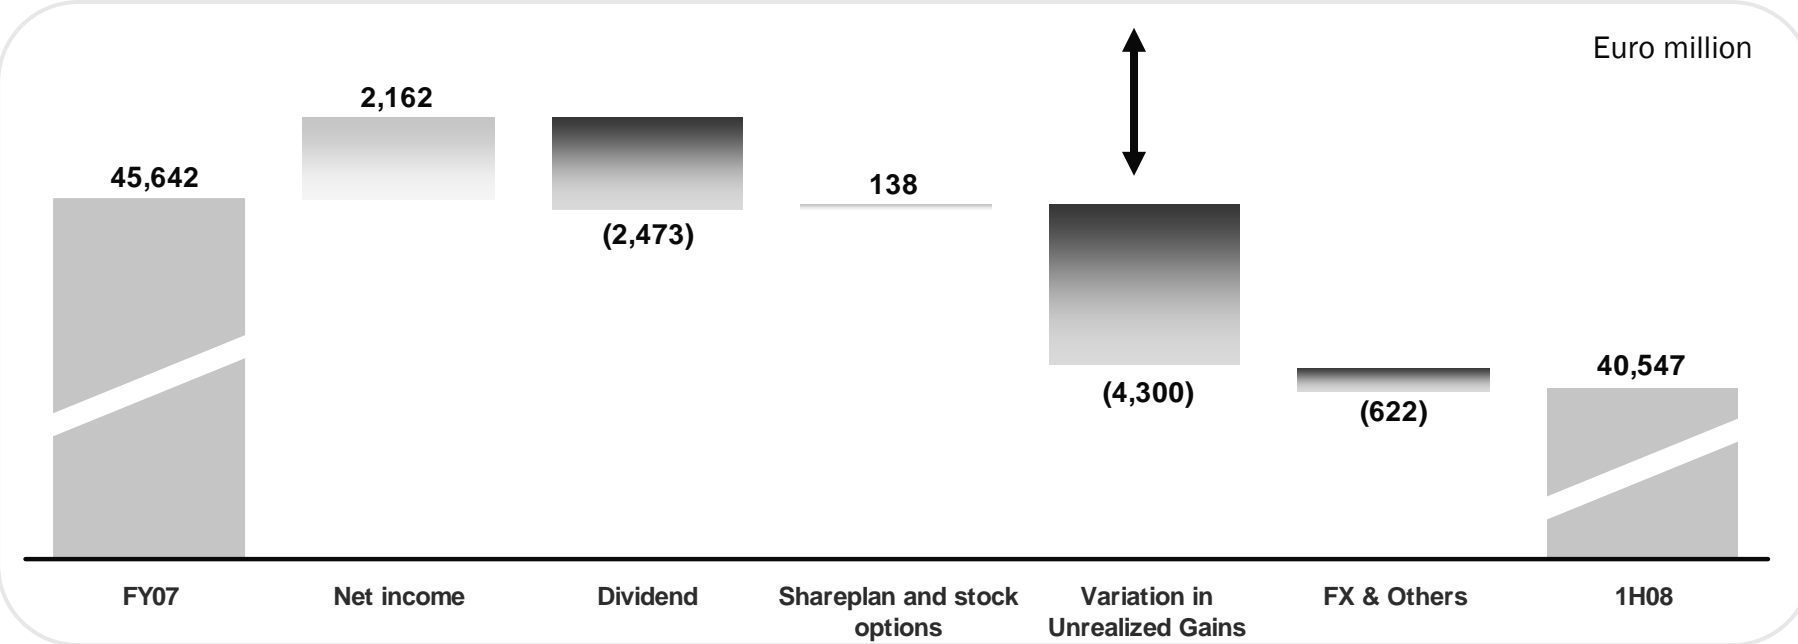 Euro million
2,162
45,642
138
(2,473)
40,547
(4,300)
(622)
FY07
Net income
Dividend
Shareplan and stock
options
Variation in
Unrealized Gains
FX & Others
1H08